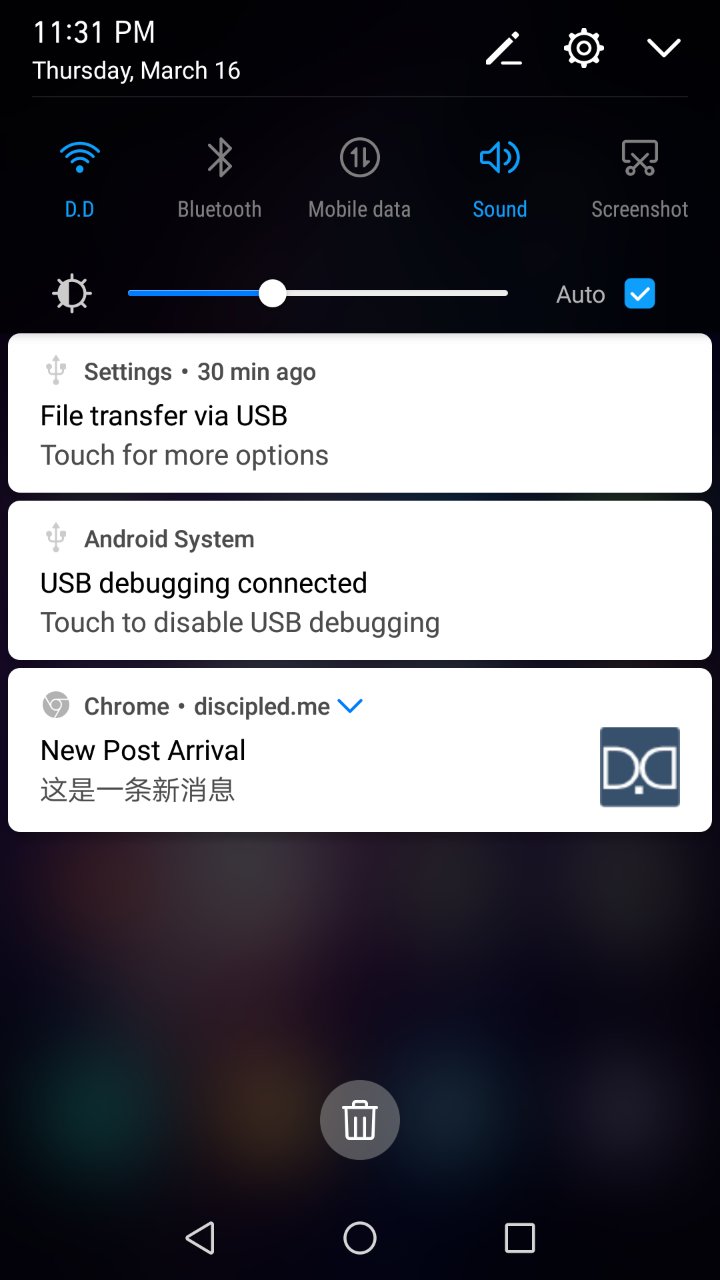 11:31 PM
Thursday, March 16
D.D
Bluetooth
Mobile data
Sound
Screenshot
Auto
Settings • 30 min ago
File transfer via USB
Touch for more options
Android System
USB debugging connected
Touch to disable USB debugging
Chrome • discipled.me
New Post Arrival
这是一条新消息